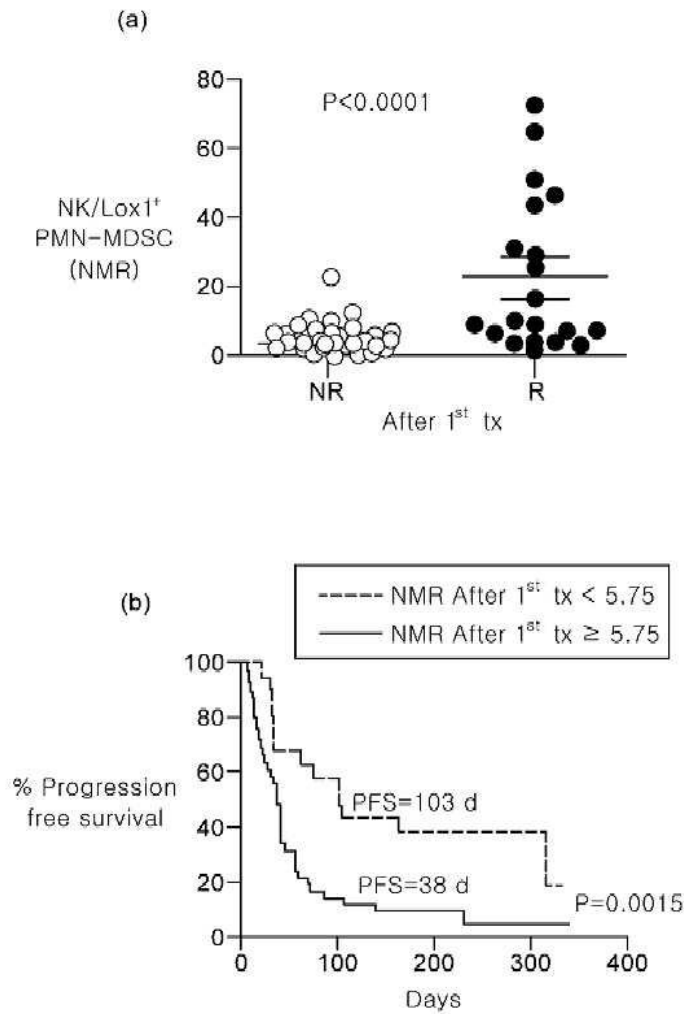 (a)
80
60
40
20
0
P<0.0001
NK/Lox1⁺
PMN-MDSC
(NMR)
NR
R
After 1ˢᵗ tx
(b)
NMR After 1ˢᵗ tx < 5.75
NMR After 1ˢᵗ tx ≥ 5.75
100
80
60
40
20
0
% Progression
free survival
PFS=103 d
PFS=38 d
P=0.0015
0
100
200
300
400
Days